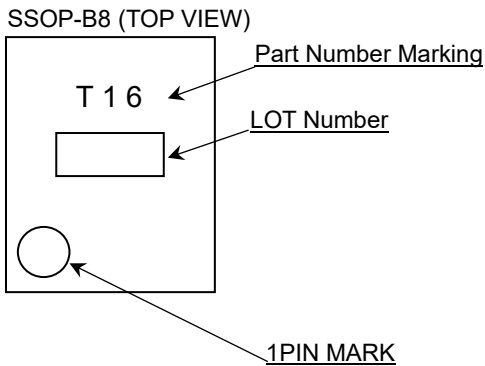 SSOP-B8 (TOP VIEW)
Part Number Marking
T 1 6
LOT Number
1PIN MARK